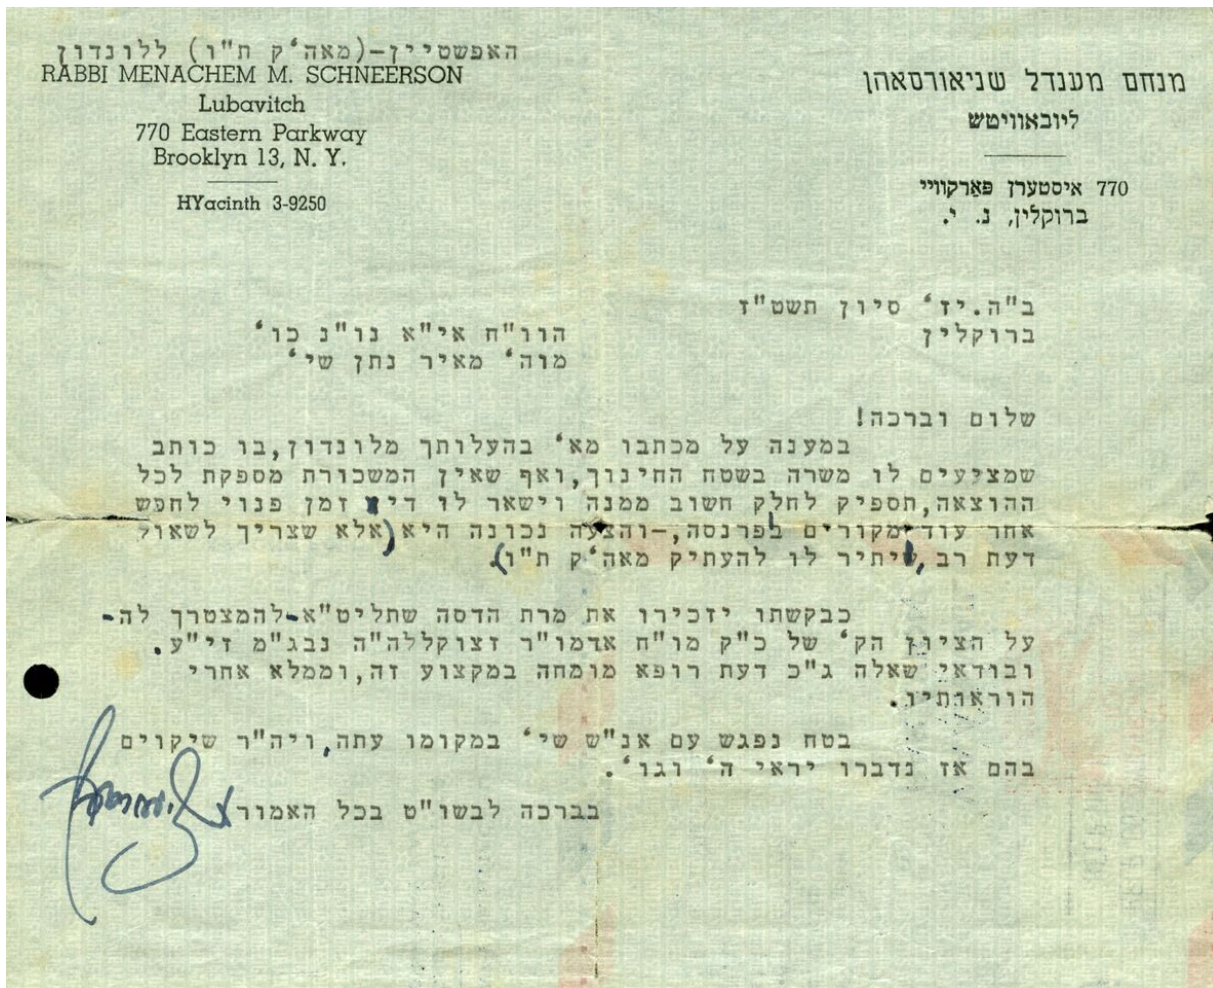 האפשטיין-(מאה'ק ת"ו) ללונדון
RABBI MENACHEM M. SCHNEERSON
Lubavitch
770 Eastern Parkway
Brooklyn 13, N. Y.
HYacinth 3-9250
מנחם מענדל שניאורסאהן
ליובאוויטש
770 איסטערן פּאַרקוויי
ברוקלין, נ. י.
ב"ה.יז' סיון תשט"ז
ברוקלין
הוו"ח אי"א נו"נ כו'
מוה' מאיר נתן שי'
שלום וברכה!
במענה על מכתבו מא' בהעלותך מלונדון,בו כותב
שמציעים לו משרה בשטח החינוך,ואף שאין המשכורת מספקת לכל
ההוצאה,תספיק לחלק חשוב ממנה וישאר לו די זמן פנוי לחפש
אחר עוד מקורים בפרנסה,-והצעה נכונה היא(אלא שצריך לשאול
דעת רב,שיתיר לו להעתיק מאה'ק ת"ו).
כבקשתו יזכירו את מרת הדסה שתליט"א-להמצטרך לה-
על הציון הק' של כ"ק מו"ח אדמו"ר זצוקללה"ה נבג"מ זי"ע.
ובודאי שאלה ג"כ דעת רופא מומחה במקצוע זה,וממלא אחרי
הוראותיו.
בטח נפגש עם אנ"ש שי' במקומו עתה,ויה"ר שיקוים
בהם אז נדברו יראי ה' וגו'.
בברכה לבשו"ט בכל האמור